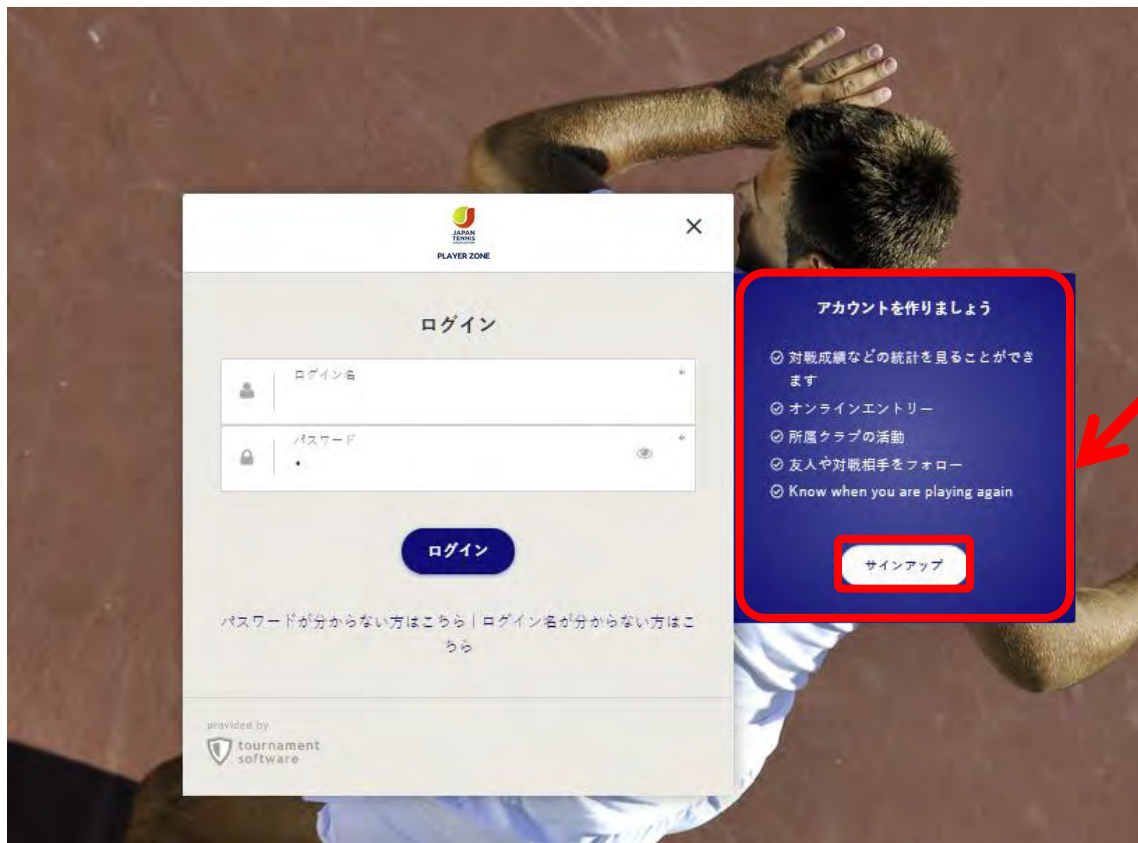 JAPAN
TENNIS
PLAYER ZONE
ログイン
ログイン名
パスワード
ログイン
パスワードが分からない方はこちら | ログイン名が分からない方はこ
ちら
provided by
tournament
software
アカウントを作りましょう
対戦成績などの統計を見ることができ
ます
オンラインエントリー
所属クラブの活動
友人や対戦相手をフォロー
Know when you are playing again
サインアップ